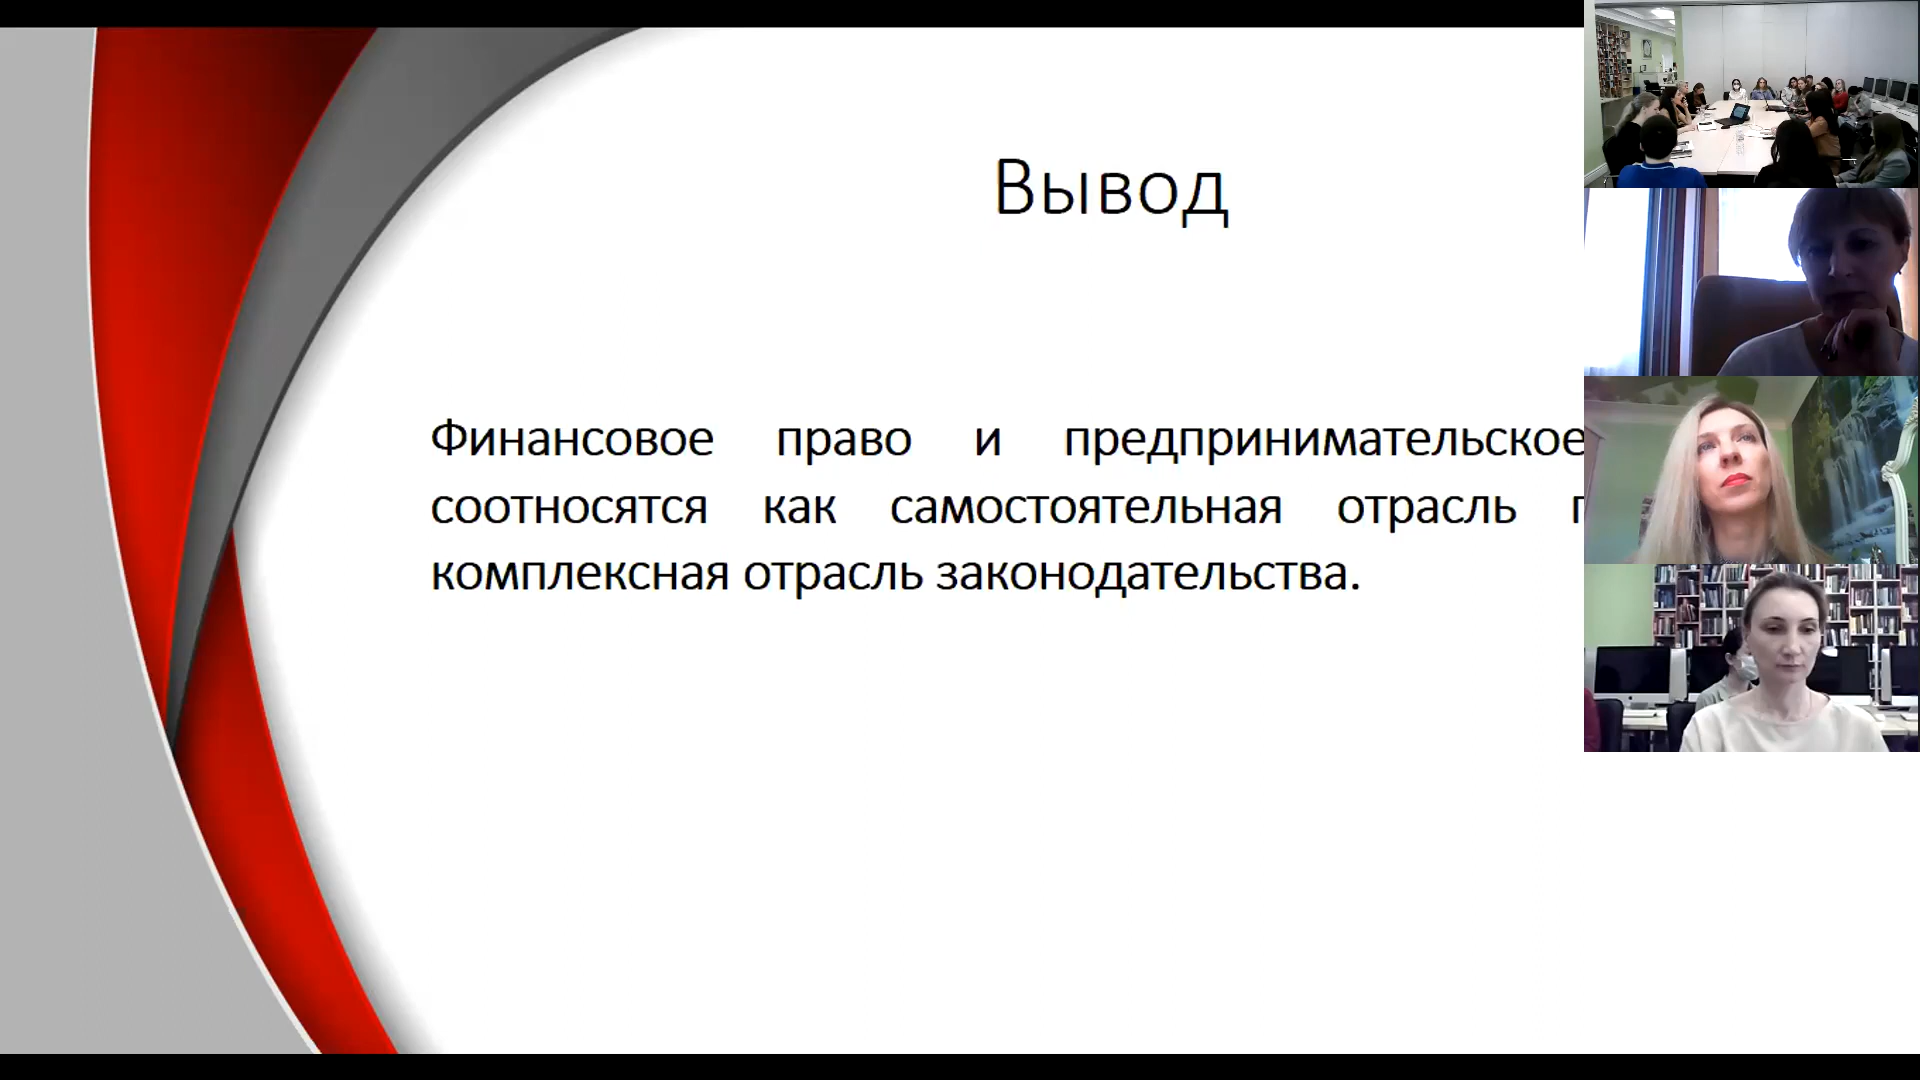 Вывод
Финансовое право и предпринимательское
соотносятся как самостоятельная отрасль
комплексная отрасль законодательства.